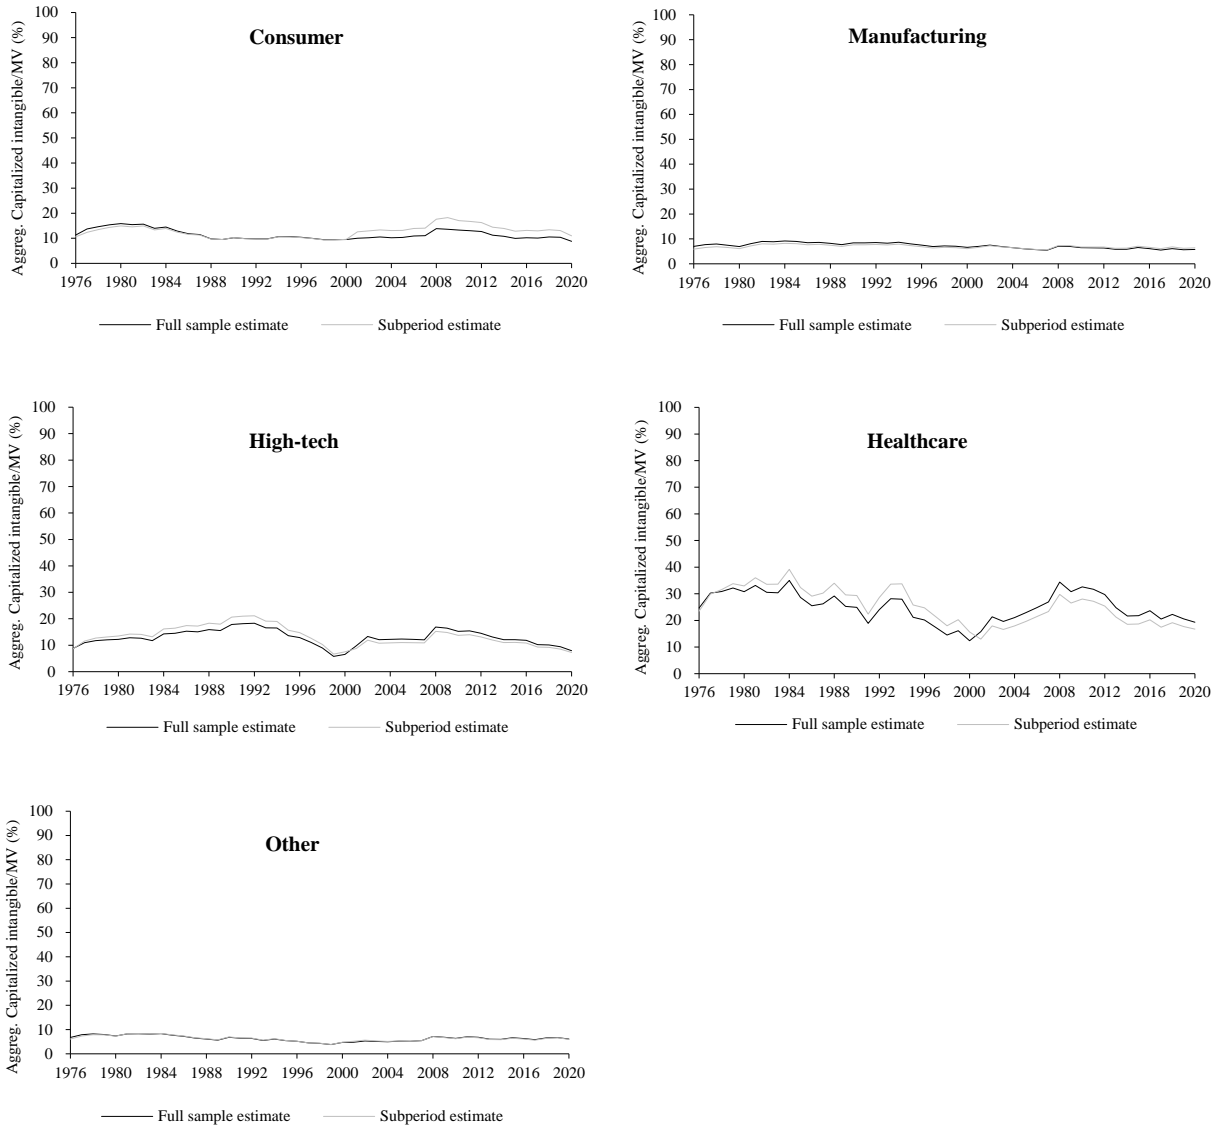 Consumer
Aggreg. Capitalized intangible/MV (%)
100
90
80
70
60
50
40
30
20
10
0
1976 1980 1984 1988 1992 1996 2000 2004 2008 2012 2016 2020
Full sample estimate Subperiod estimate
Manufacturing
Aggreg. Capitalized intangible/MV (%)
100
90
80
70
60
50
40
30
20
10
0
1976 1980 1984 1988 1992 1996 2000 2004 2008 2012 2016 2020
Full sample estimate Subperiod estimate
High-tech
Aggreg. Capitalized intangible/MV (%)
100
90
80
70
60
50
40
30
20
10
0
1976 1980 1984 1988 1992 1996 2000 2004 2008 2012 2016 2020
Full sample estimate Subperiod estimate
Healthcare
Aggreg. Capitalized intangible/MV (%)
100
90
80
70
60
50
40
30
20
10
0
1976 1980 1984 1988 1992 1996 2000 2004 2008 2012 2016 2020
Full sample estimate Subperiod estimate
Other
Aggreg. Capitalized intangible/MV (%)
100
90
80
70
60
50
40
30
20
10
0
1976 1980 1984 1988 1992 1996 2000 2004 2008 2012 2016 2020
Full sample estimate Subperiod estimate